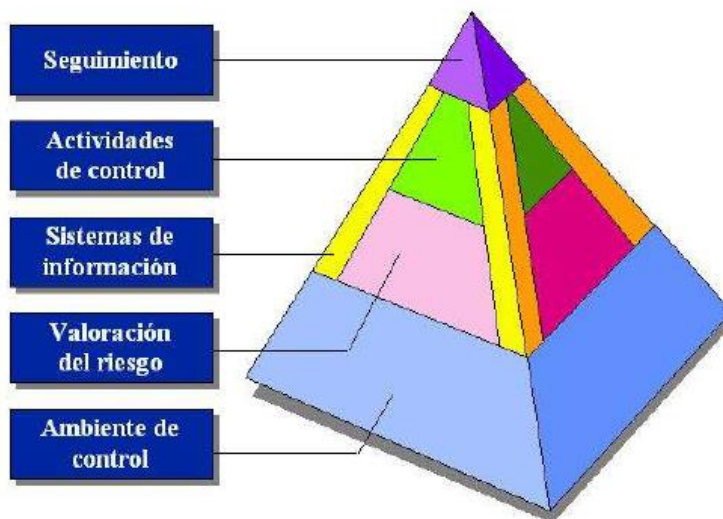 Seguimiento
Actividades
de control
Sistemas de
información
Valoración
del riesgo
Ambiente de
control